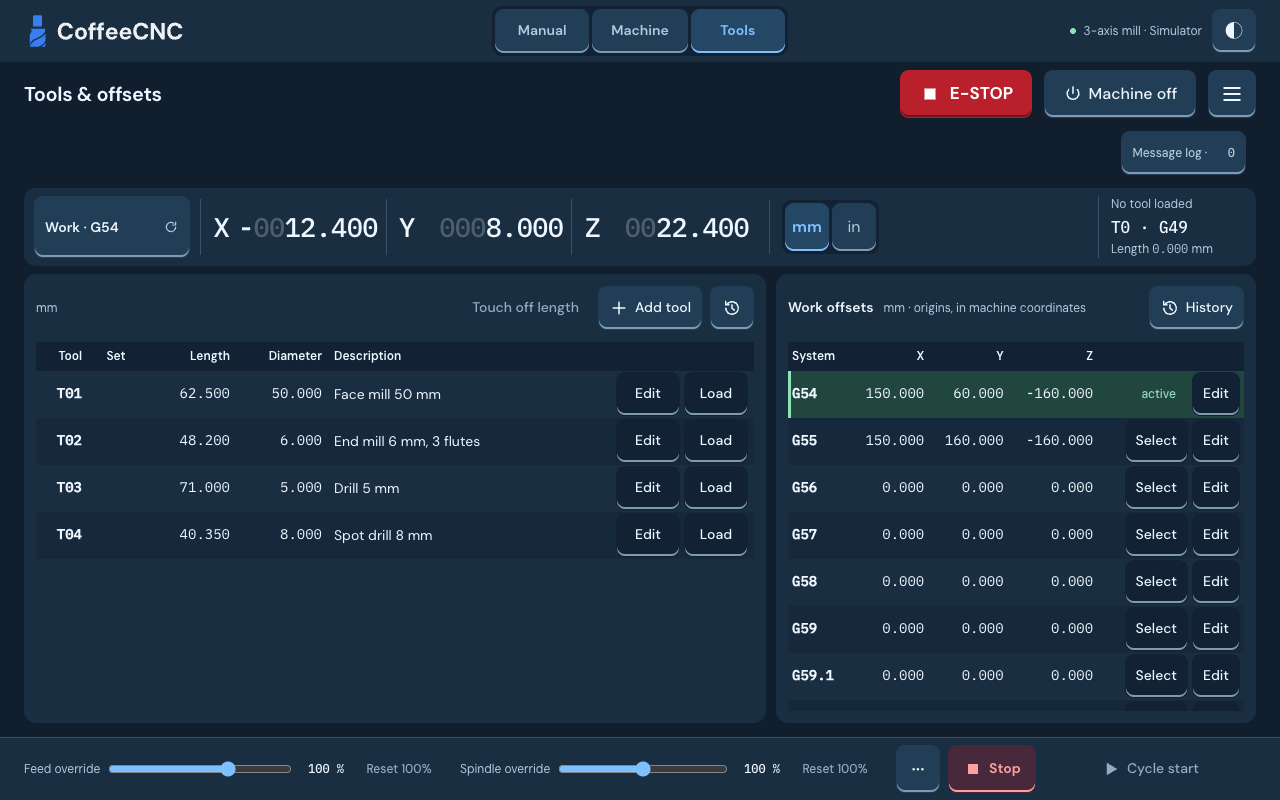 CoffeeCNC
Manual Machine Tools
3-axis mill · Simulator
Tools & offsets
E-STOP Machine off
Message log · 0
Work · G54 X -0012.400 Y 0008.000 Z 0022.400 mm in
No tool loaded
T0 · G49
Length 0.000 mm
mm Touch off length Add tool
Tool Set Length Diameter Description
T01 62.500 50.000 Face mill 50 mm Edit Load
T02 48.200 6.000 End mill 6 mm, 3 flutes Edit Load
T03 71.000 5.000 Drill 5 mm Edit Load
T04 40.350 8.000 Spot drill 8 mm Edit Load
Work offsets mm · origins, in machine coordinates History
System X Y Z
G54 150.000 60.000 -160.000 active Edit
G55 150.000 160.000 -160.000 Select Edit
G56 0.000 0.000 0.000 Select Edit
G57 0.000 0.000 0.000 Select Edit
G58 0.000 0.000 0.000 Select Edit
G59 0.000 0.000 0.000 Select Edit
G59.1 0.000 0.000 0.000 Select Edit
Feed override 100 % Reset 100% Spindle override 100 % Reset 100% ... Stop Cycle start